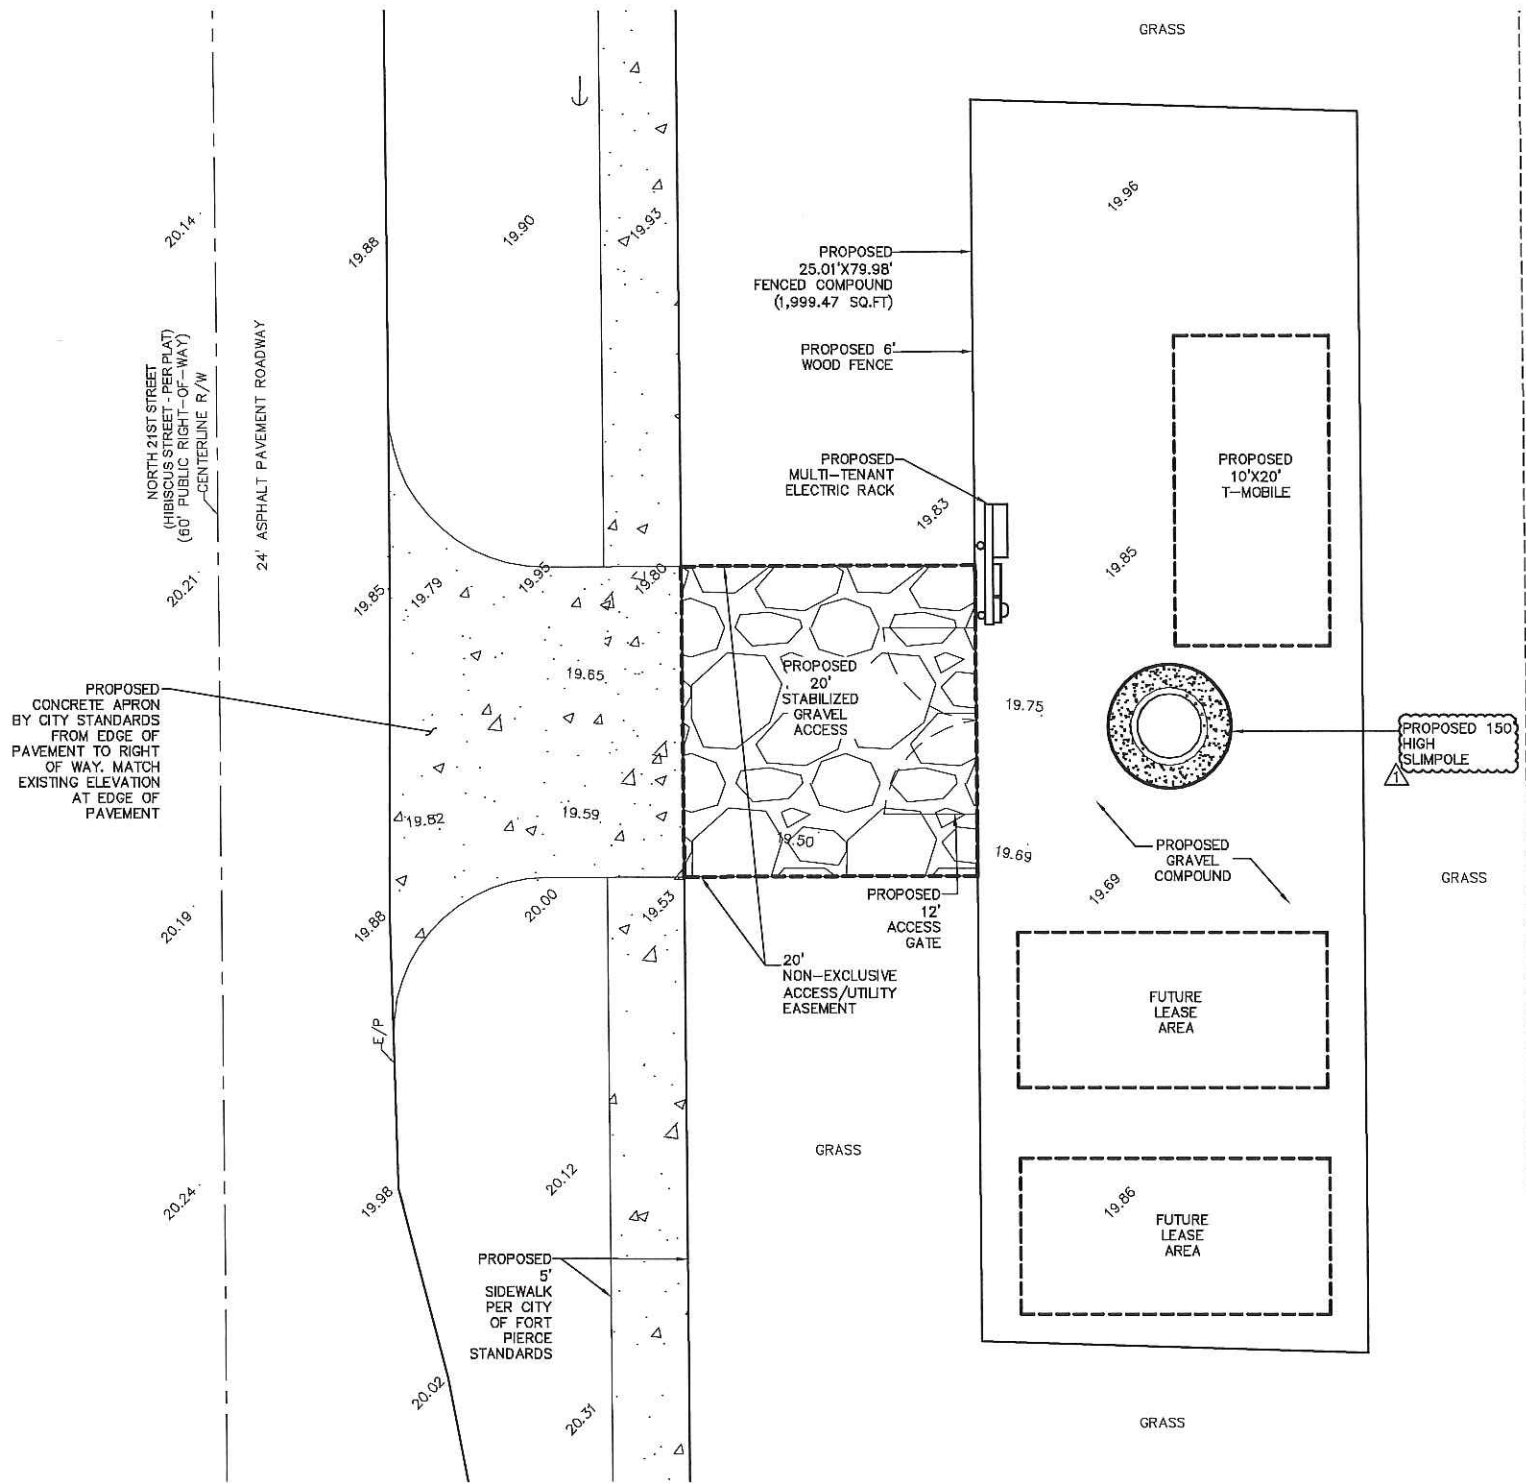 GRASS
20.14
19.88
19.90
19.93
19.96
PROPOSED
25.01'X79.98'
FENCED COMPOUND
(1,999.47 SQ.FT)
PROPOSED 6'
WOOD FENCE
NORTH 21ST STREET
(HIBISCUS STREET - PER PLAT)
(60' PUBLIC RIGHT-OF-WAY)
CENTERLINE R/W
24' ASPHALT PAVEMENT ROADWAY
PROPOSED
MULTI-TENANT
ELECTRIC RACK
PROPOSED
10'X20'
T-MOBILE
19.83
19.85
20.21
19.85
19.79
19.95
19.80
19.65
PROPOSED
20'
STABILIZED
GRAVEL
ACCESS
19.75
PROPOSED
CONCRETE APRON
BY CITY STANDARDS
FROM EDGE OF
PAVEMENT TO RIGHT
OF WAY. MATCH
EXISTING ELEVATION
AT EDGE OF
PAVEMENT
PROPOSED 150
HIGH
SLIMPOLE
1
19.82
19.59
19.50
19.69
PROPOSED
GRAVEL
COMPOUND
GRASS
19.69
PROPOSED
12'
ACCESS
GATE
20.19
19.88
20.00
19.53
20'
NON-EXCLUSIVE
ACCESS/UTILITY
EASEMENT
FUTURE
LEASE
AREA
E/P
GRASS
20.24
19.98
20.12
19.86
FUTURE
LEASE
AREA
PROPOSED
5'
SIDEWALK
PER CITY
OF FORT
PIERCE
STANDARDS
20.02
20.31
GRASS